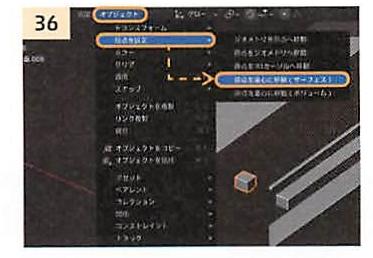 36
オブジェクト
トランスフォーム
原点を設定
ミラー
クリア
適用
スナップ
オブジェクトを複製
リンク複製
オブジェクトをコピー
オブジェクトを貼付
アセット
ペアレント
コレクション
関係
コンストレイント
トラック
ジオメトリを原点へ移動
原点をジオメトリへ移動
原点を3Dカーソルへ移動
原点を重心に移動(サーフェス)
原点を重心に移動(ボリューム)